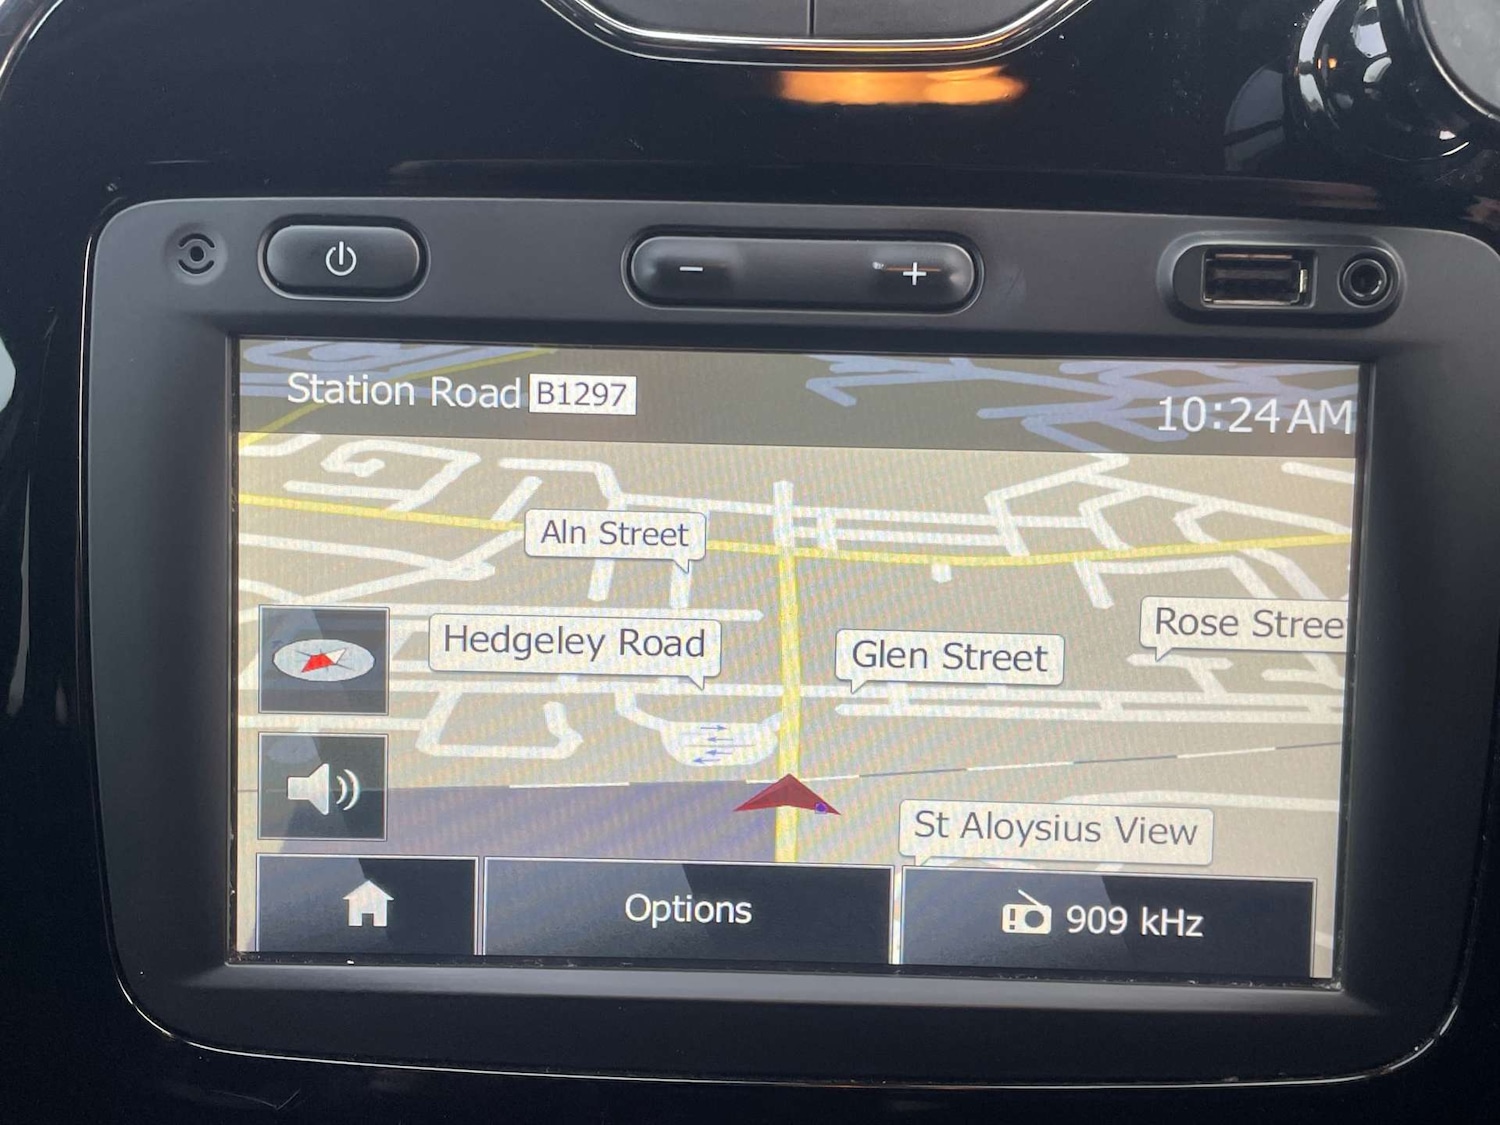 Station Road B1297
10:24 AM
Aln Street
Hedgeley Road
Glen Street
Rose Stree
St Aloysius View
Options
909 kHz